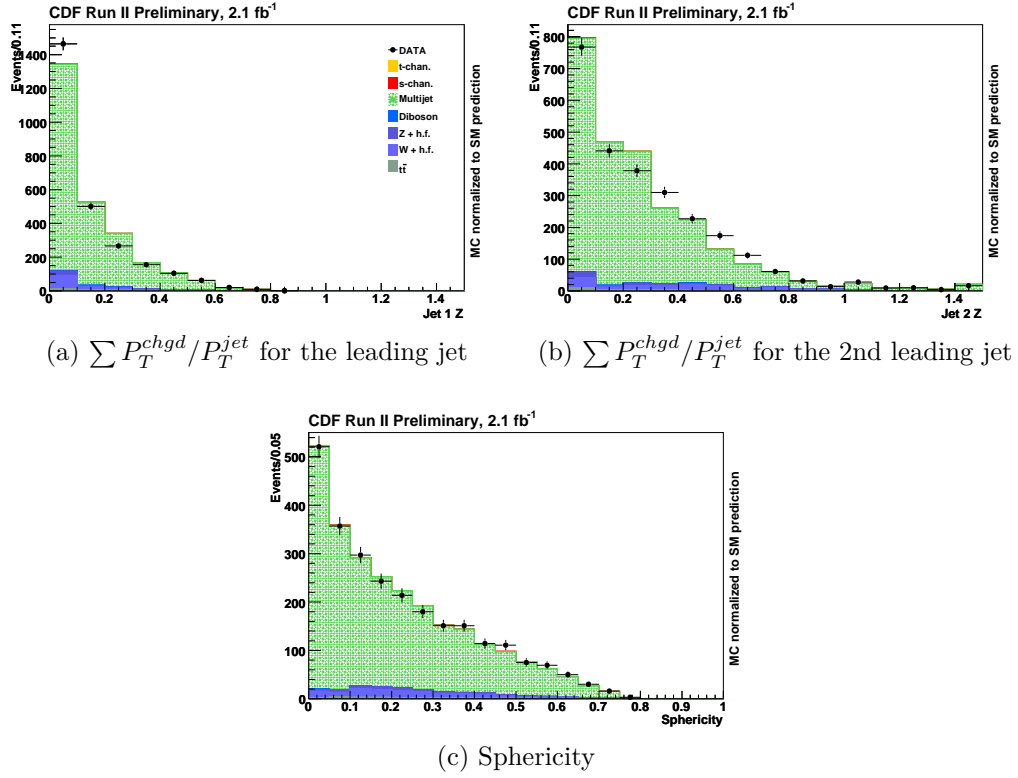 CDF Run II Preliminary, 2.1 fb⁻¹
Events/0.11
1400
1200
1000
800
600
400
200
0
DATA
t-chan.
s-chan.
Multijet
Diboson
Z + h.f.
W + h.f.
tt̄
MC normalized to SM prediction
0 0.2 0.4 0.6 0.8 1 1.2 1.4
Jet 1 Z
(a) ∑ P_T^{chgd}/P_T^{jet} for the leading jet
CDF Run II Preliminary, 2.1 fb⁻¹
Events/0.11
800
700
600
500
400
300
200
100
0
MC normalized to SM prediction
0 0.2 0.4 0.6 0.8 1 1.2 1.4
Jet 2 Z
(b) ∑ P_T^{chgd}/P_T^{jet} for the 2nd leading jet
CDF Run II Preliminary, 2.1 fb⁻¹
Events/0.05
500
400
300
200
100
0
MC normalized to SM prediction
0 0.1 0.2 0.3 0.4 0.5 0.6 0.7 0.8 0.9 1
Sphericity
(c) Sphericity